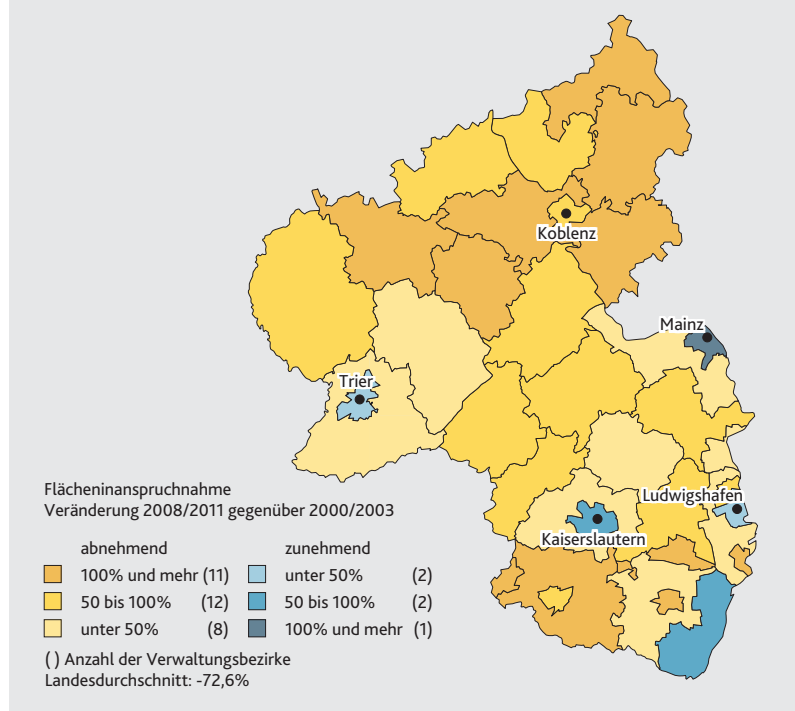 Koblenz
Mainz
Trier
Ludwigshafen
Kaiserslautern
Flächeninanspruchnahme
Veränderung 2008/2011 gegenüber 2000/2003
abnehmend zunehmend
100% und mehr (11) unter 50% (2)
50 bis 100% (12) 50 bis 100% (2)
unter 50% (8) 100% und mehr (1)
( ) Anzahl der Verwaltungsbezirke
Landesdurchschnitt: -72,6%